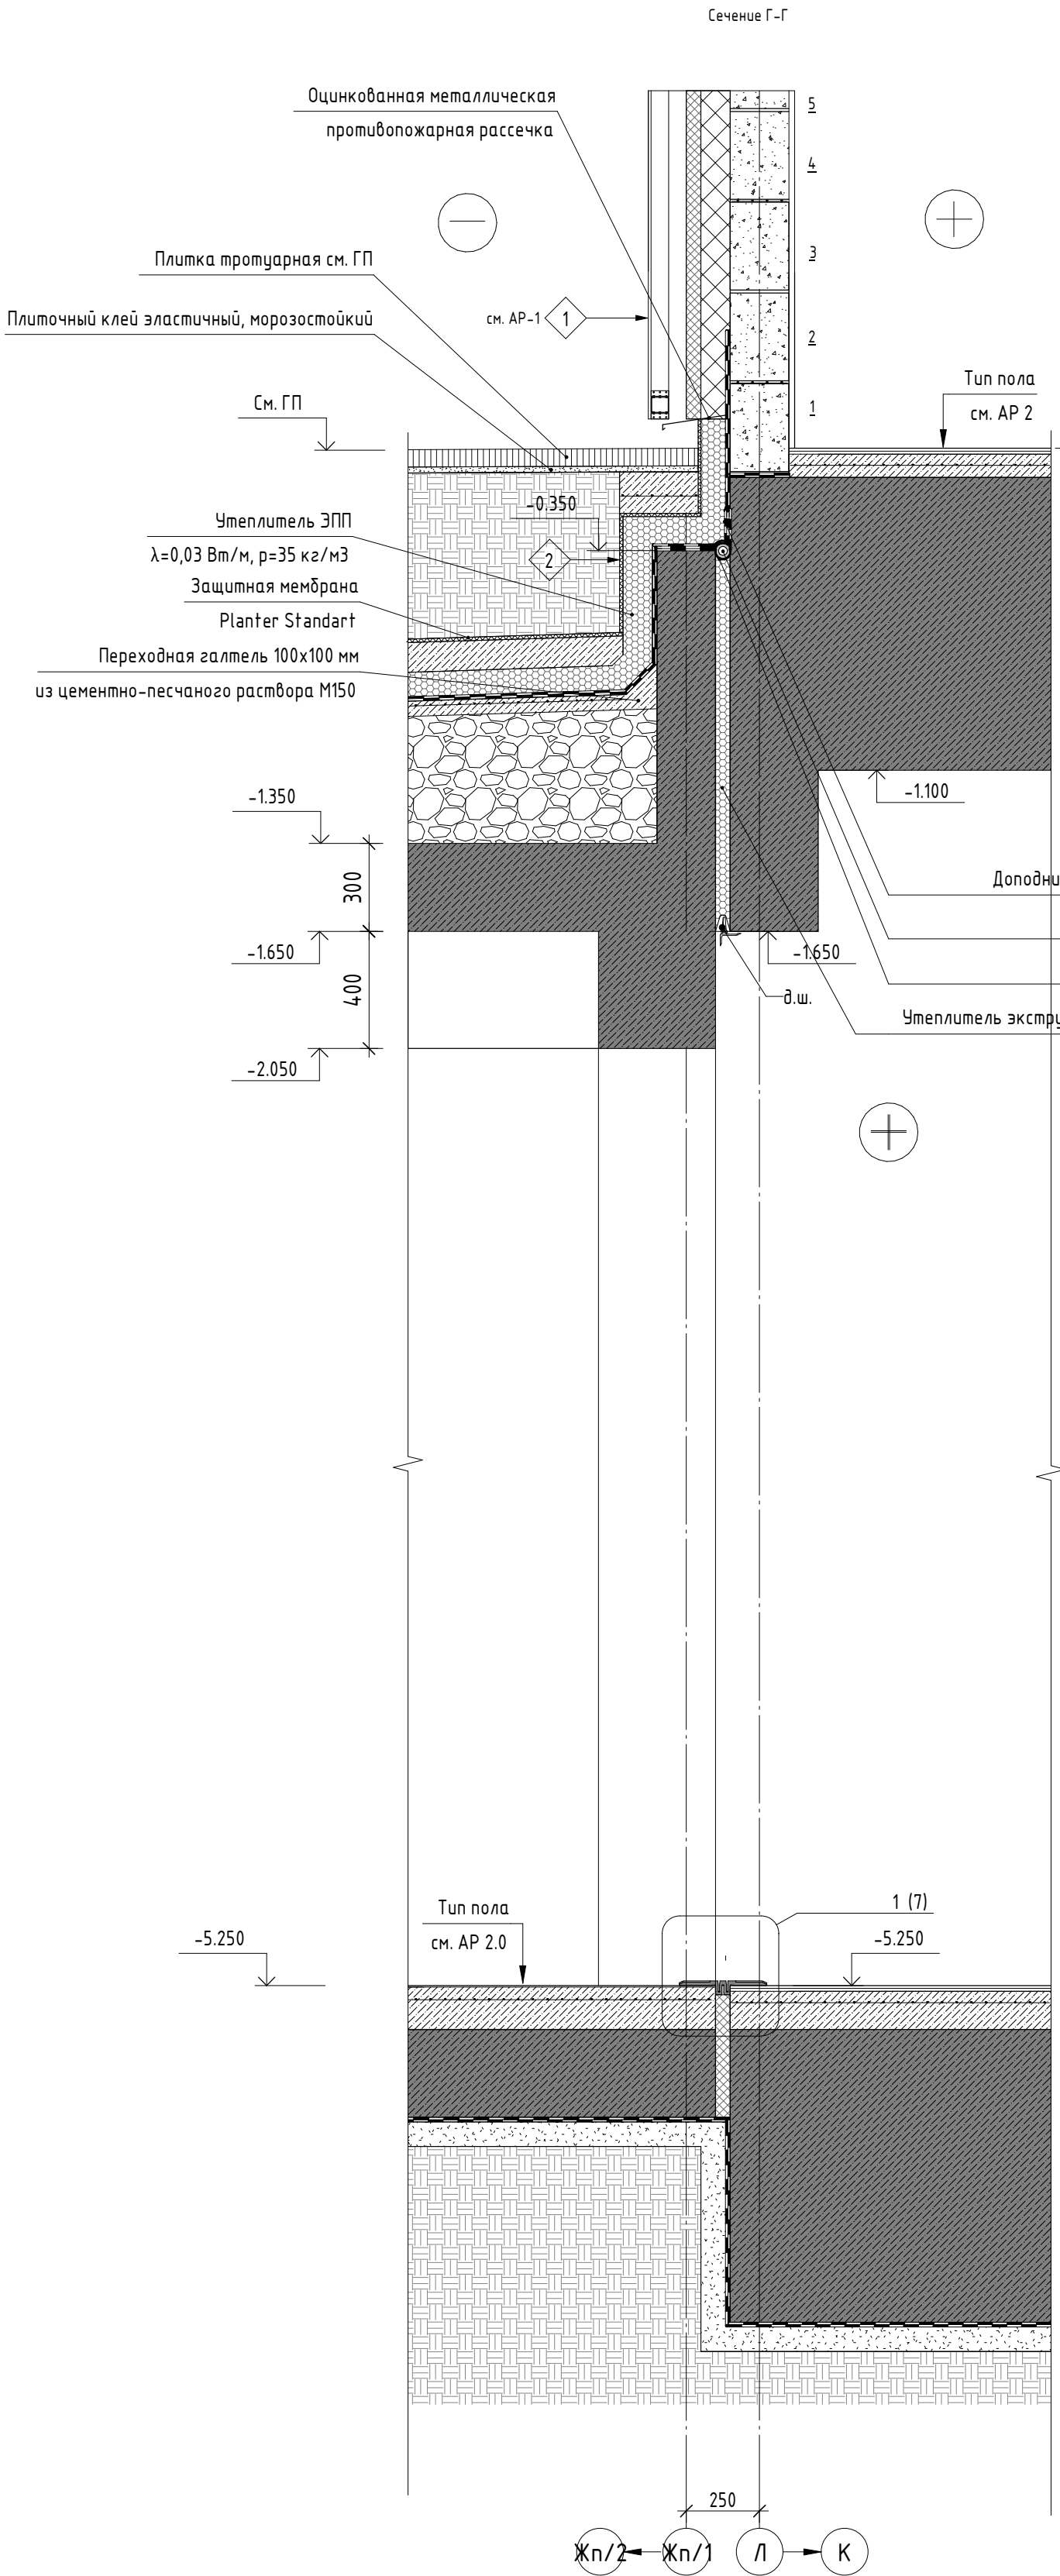 Сечение Г-Г
Оцинкованная металлическая
противопожарная рассечка
5
4
3
2
1
Плитка тротуарная см. ГП
Плиточный клей эластичный, морозостойкий
см. АР-1
1
Тип пола
см. АР 2
См. ГП
-0.350
Утеплитель ЭПП
λ=0,03 Вт/м, p=35 кг/м3
2
Защитная мембрана
Planter Standart
Переходная галтель 100x100 мм
из цементно-песчаного раствора М150
-1.350
-1.100
300
Дополни
-1.650
-1.650
400
д.ш.
Утеплитель экстру
-2.050
1 (7)
Тип пола
см. АР 2.0
-5.250
-5.250
250
Жп/2
Жп/1
Л
К